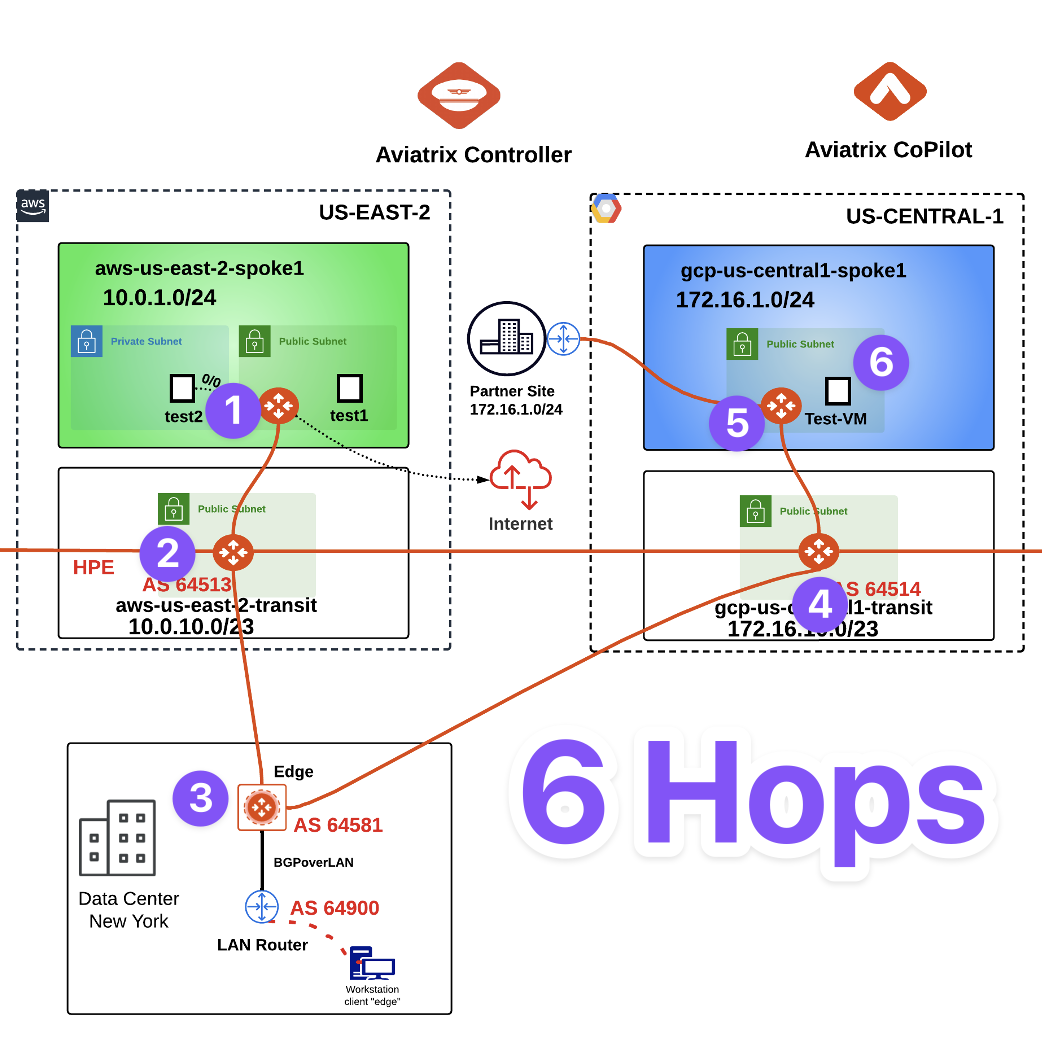 Aviatrix Controller
Aviatrix CoPilot
aws
US-EAST-2
aws-us-east-2-spoke1
10.0.1.0/24
Private Subnet
Public Subnet
0/0
test2
1
test1
Public Subnet
2
HPE
AS 64513
aws-us-east-2-transit
10.0.10.0/23
Partner Site
172.16.1.0/24
Internet
US-CENTRAL-1
gcp-us-central1-spoke1
172.16.1.0/24
Public Subnet
6
5
Test-VM
Public Subnet
AS 64514
4
gcp-us-c l1-transit
172.16.10.0/23
6 Hops
3
Edge
AS 64581
BGPoverLAN
Data Center
New York
AS 64900
LAN Router
Workstation
client "edge"